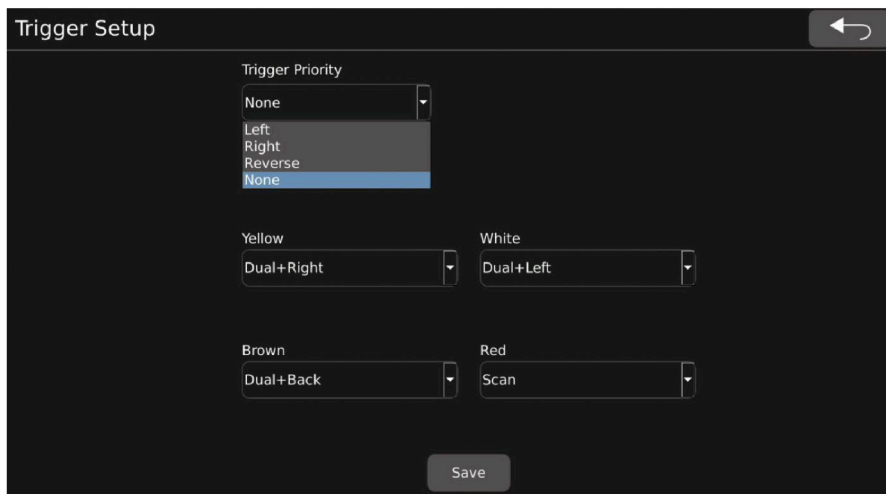 Trigger Setup
Trigger Priority
None
Left
Right
Reverse
None
Yellow
White
Dual+Right
Dual+Left
Brown
Red
Dual+Back
Scan
Save